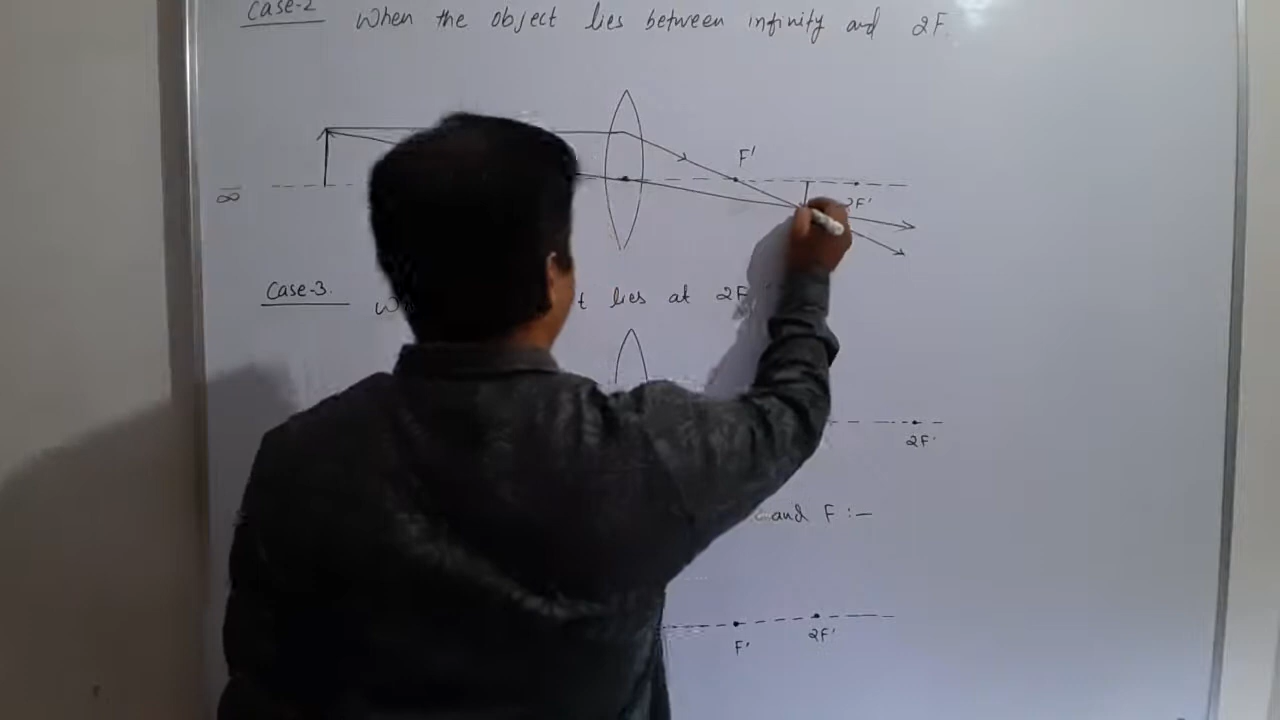 Case-2 When the object lies between infinity and 2F.
F'
∞
2F'
Case-3. lies at 2F
2F'
and F :-
F' 2F'